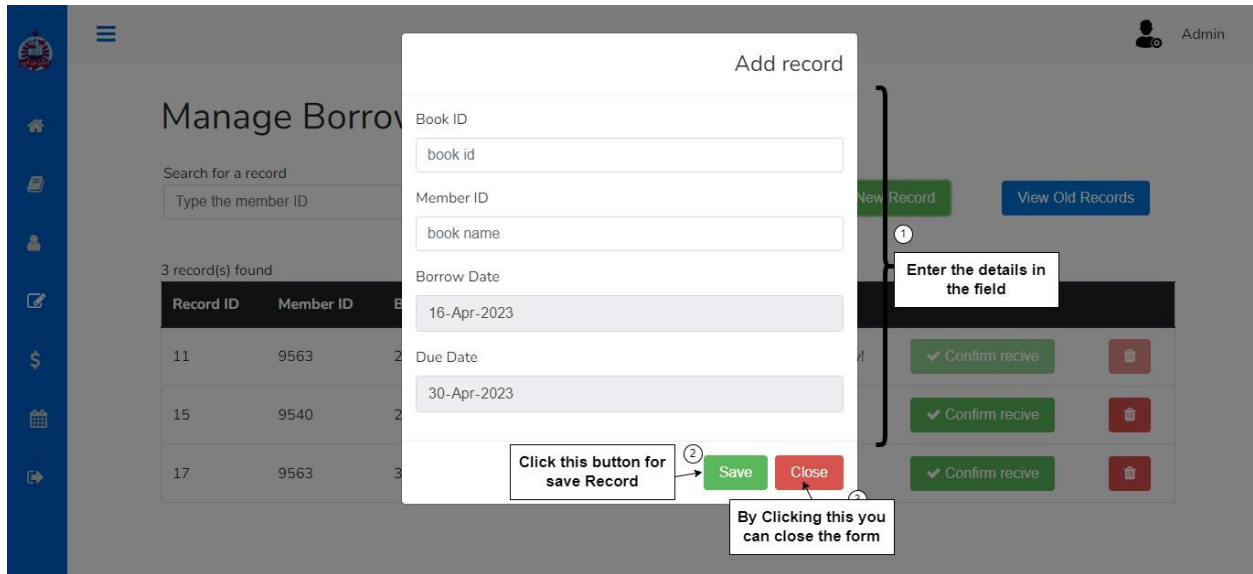 Admin
Add record
Manage Borrow
Book ID
book id
Search for a record
Type the member ID
Member ID
New Record
View Old Records
book name
1
3 record(s) found
Borrow Date
Enter the details in
the field
Record ID Member ID B
16-Apr-2023
11 9563 2
Due Date
y!
Confirm recive
30-Apr-2023
15 9540 2
Confirm recive
17 9563 3
Click this button for
save Record
2
Save
Close
Confirm recive
By Clicking this you
can close the form